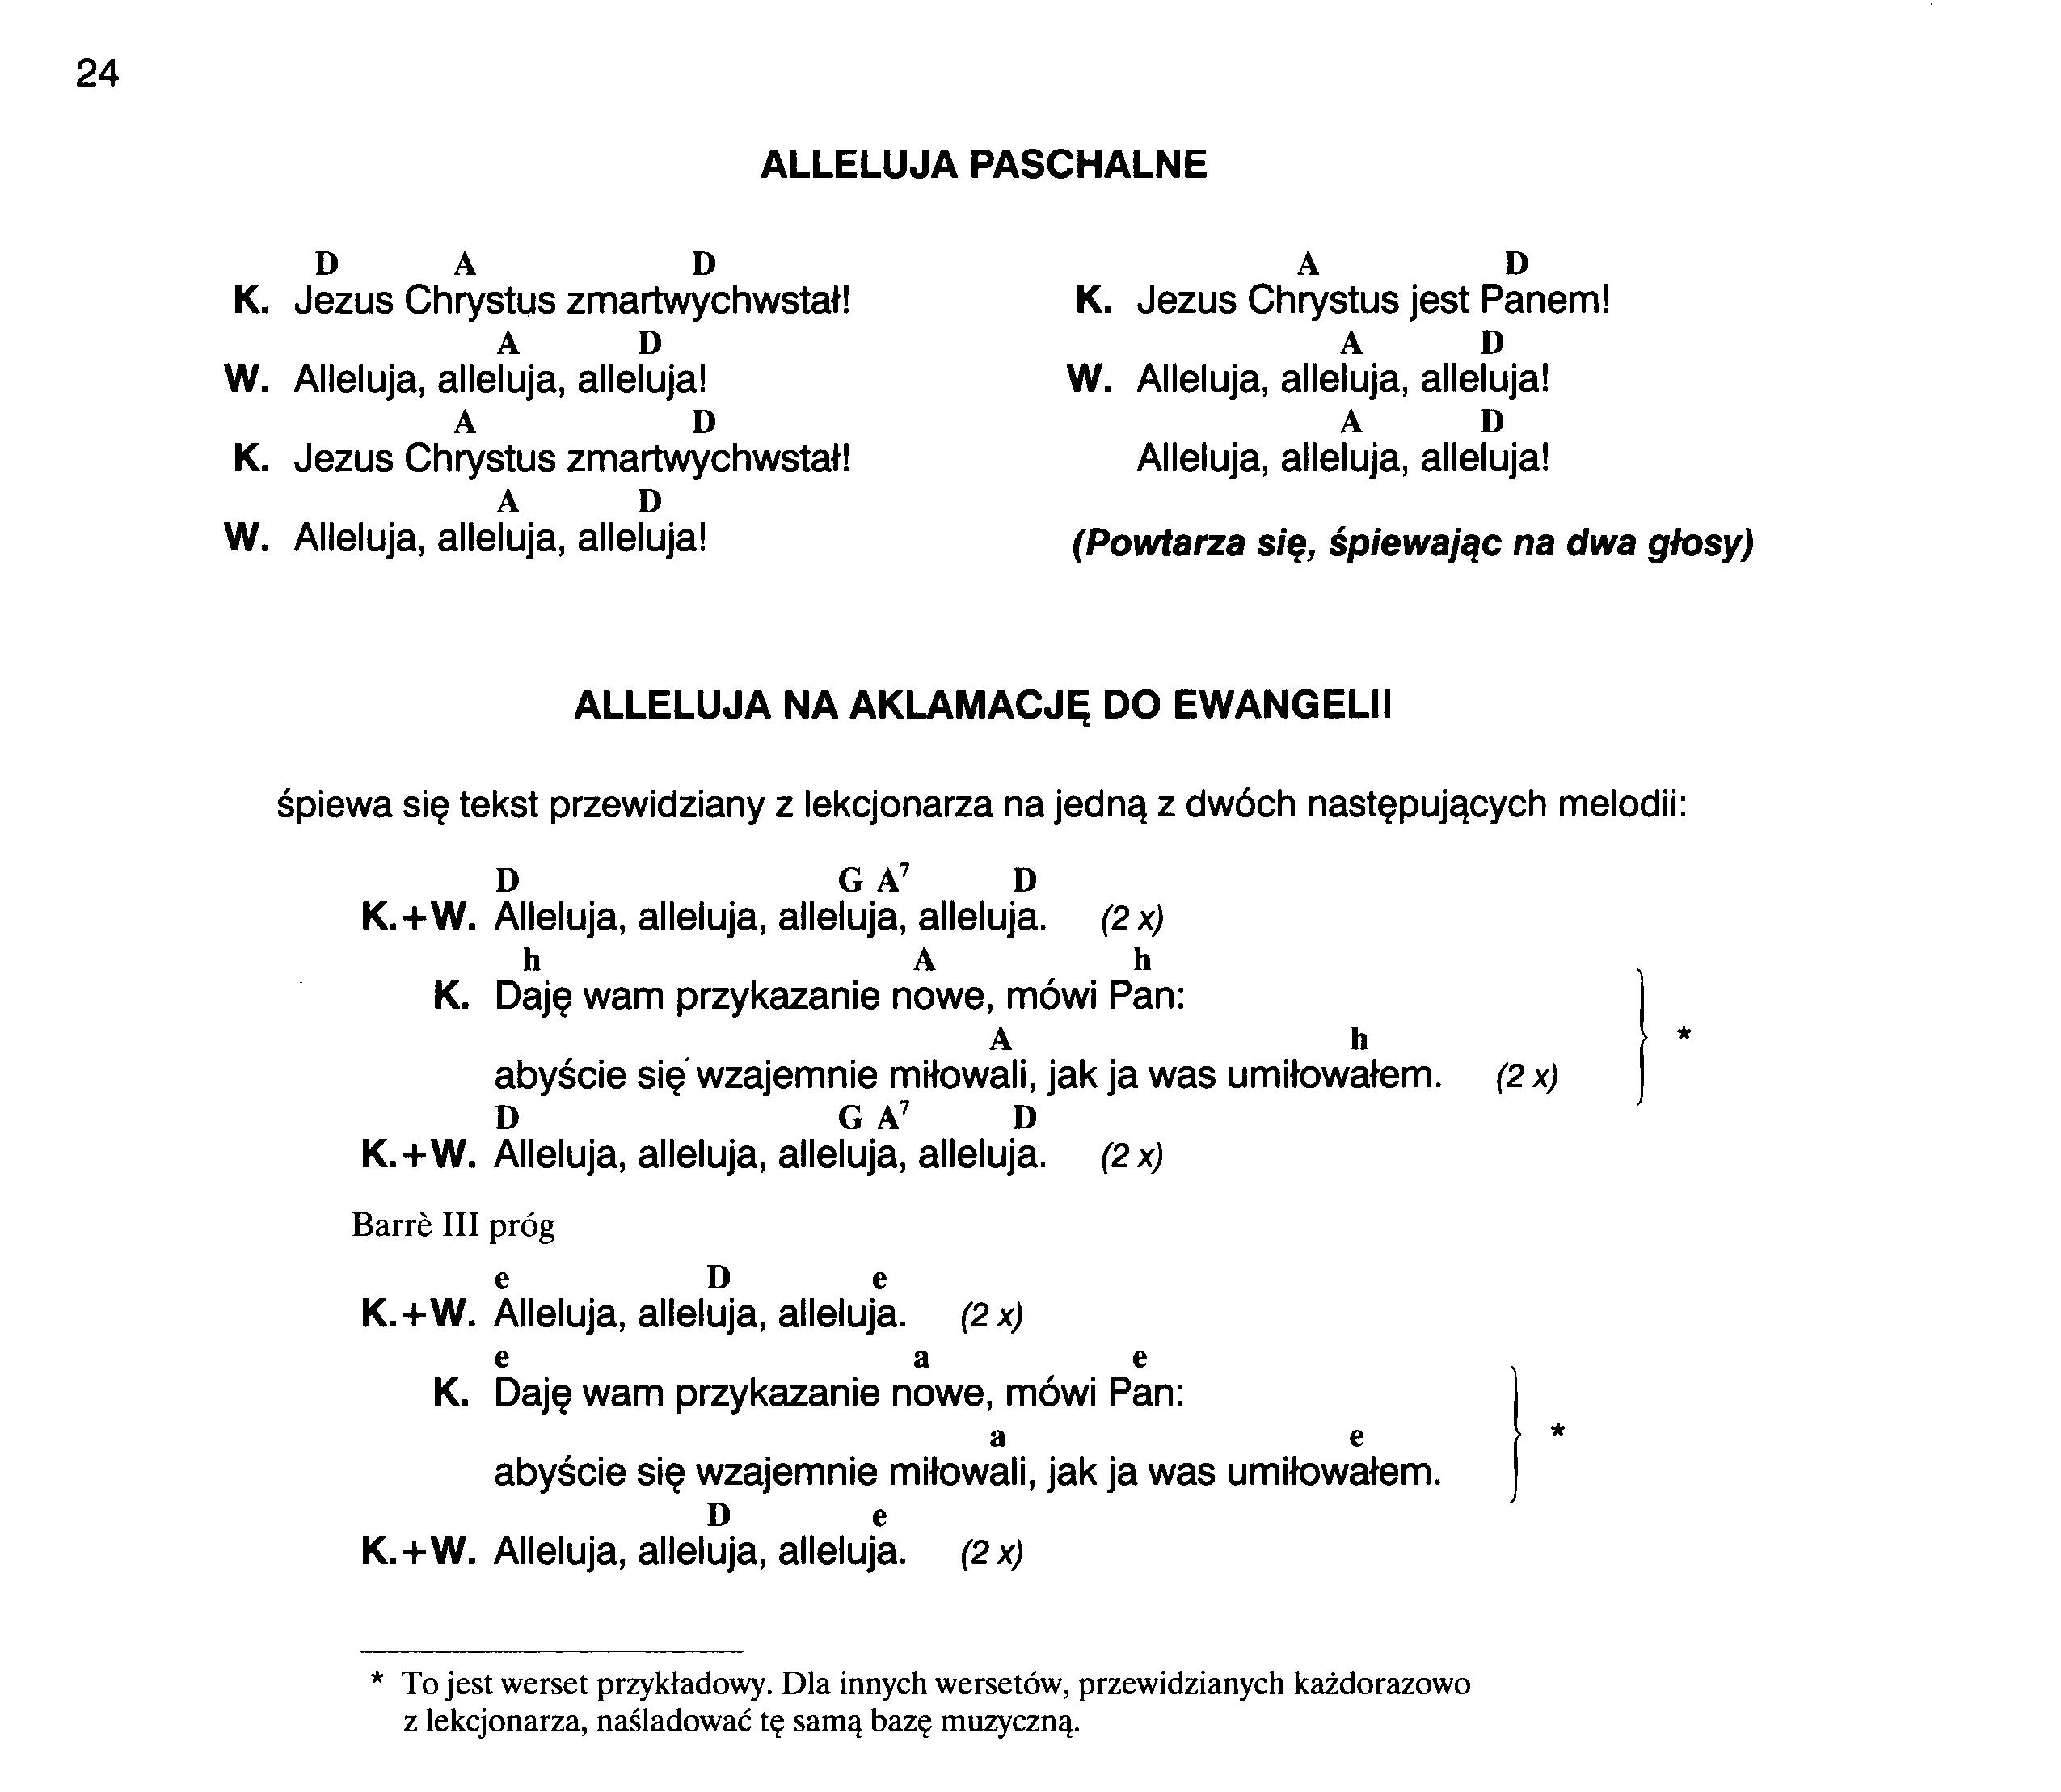 24
ALLELUJA PASCHALNE
D A D
K. Jezus Chrystus zmartwychwstał!
A D
W. Alleluja, alleluja, alleluja!
A D
K. Jezus Chrystus zmartwychwstał!
A D
W. Alleluja, alleluja, alleluja!
A D
K. Jezus Chrystus jest Panem!
A D
W. Alleluja, alleluja, alleluja!
A D
Alleluja, alleluja, alleluja!
(Powtarza się, śpiewając na dwa głosy)
ALLELUJA NA AKLAMACJĘ DO EWANGELII
śpiewa się tekst przewidziany z lekcjonarza na jedną z dwóch następujących melodii:
D G A⁷ D
K.+W. Alleluja, alleluja, alleluja, alleluja. (2 x)
h A h
K. Daję wam przykazanie nowe, mówi Pan:
A h
abyście się wzajemnie miłowali, jak ja was umiłowałem. (2 x) *
D G A⁷ D
K.+W. Alleluja, alleluja, alleluja, alleluja. (2 x)
Barrè III próg
e D e
K.+W. Alleluja, alleluja, alleluja. (2 x)
e a e
K. Daję wam przykazanie nowe, mówi Pan:
a e
abyście się wzajemnie miłowali, jak ja was umiłowałem. *
D e
K.+W. Alleluja, alleluja, alleluja. (2 x)
* To jest werset przykładowy. Dla innych wersetów, przewidzianych każdorazowo
z lekcjonarza, naśladować tę samą bazę muzyczną.